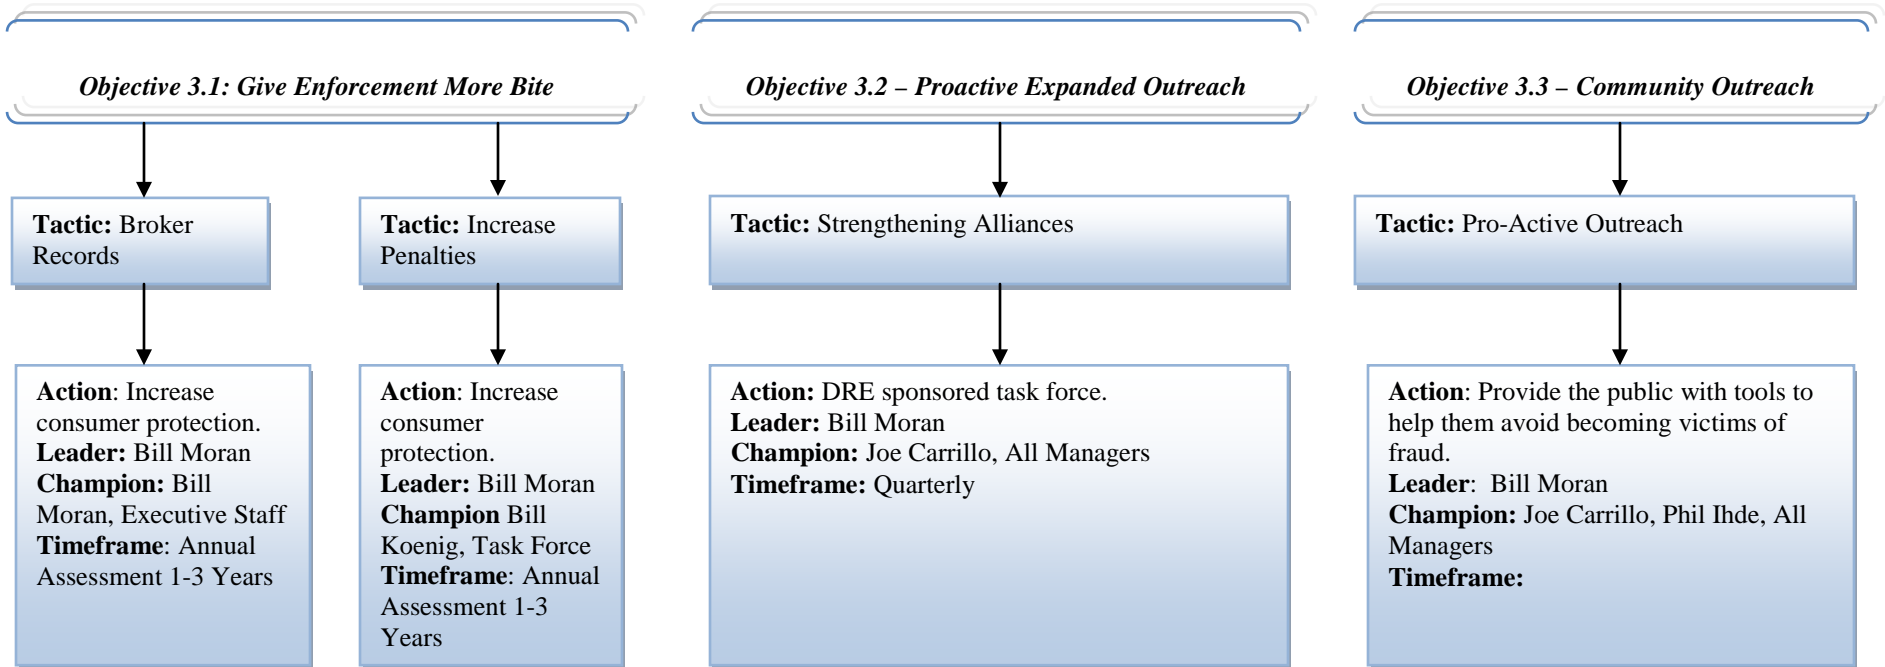 Objective 3.1: Give Enforcement More Bite
Tactic: Broker
Records
Tactic: Increase
Penalties
Action: Increase
consumer protection.
Leader: Bill Moran
Champion: Bill
Moran, Executive Staff
Timeframe: Annual
Assessment 1-3 Years
Action: Increase
consumer
protection.
Leader: Bill Moran
Champion Bill
Koenig, Task Force
Timeframe: Annual
Assessment 1-3
Years
Objective 3.2 – Proactive Expanded Outreach
Tactic: Strengthening Alliances
Action: DRE sponsored task force.
Leader: Bill Moran
Champion: Joe Carrillo, All Managers
Timeframe: Quarterly
Objective 3.3 – Community Outreach
Tactic: Pro-Active Outreach
Action: Provide the public with tools to
help them avoid becoming victims of
fraud.
Leader:  Bill Moran
Champion: Joe Carrillo, Phil Ihde, All
Managers
Timeframe: